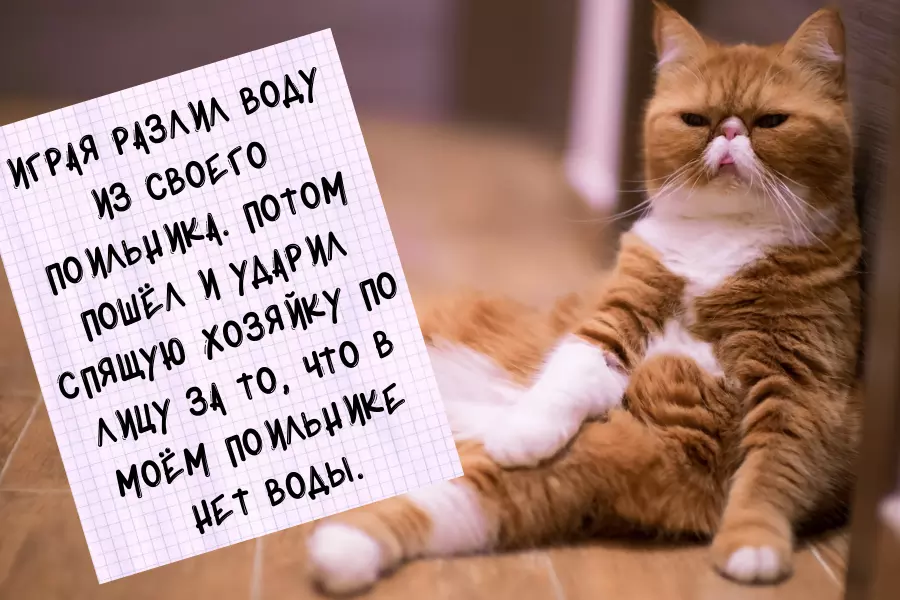 ИГРАЯ РАЗЛИЛ ВОДУ
ИЗ СВОЕГО
ПОИЛЬНИКА. ПОТОМ
ПОШЁЛ И УДАРИЛ
СПЯЩУЮ ХОЗЯЙКУ ПО
ЛИЦУ ЗА ТО, ЧТО В
МОЁМ ПОИЛЬНИКЕ
НЕТ ВОДЫ.